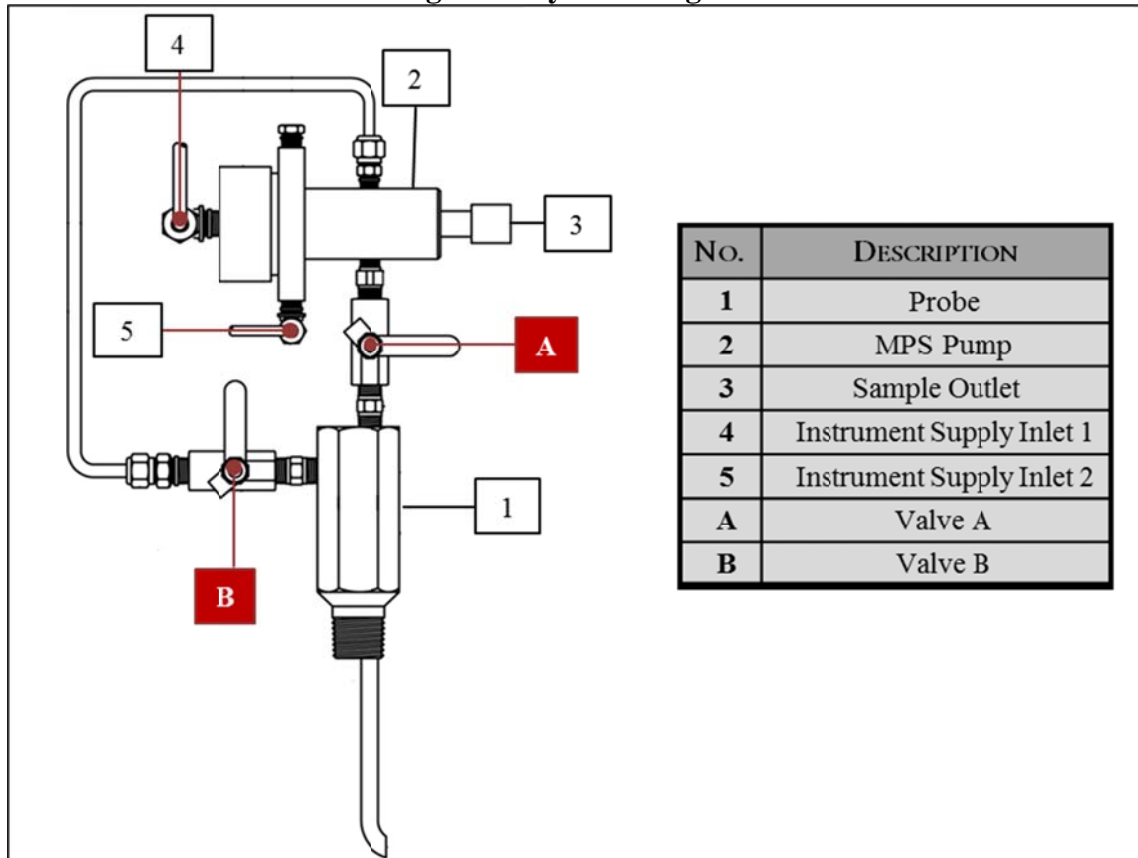 4
2
3
5
A
1
B
NO. DESCRIPTION
1 Probe
2 MPS Pump
3 Sample Outlet
4 Instrument Supply Inlet 1
5 Instrument Supply Inlet 2
A Valve A
B Valve B